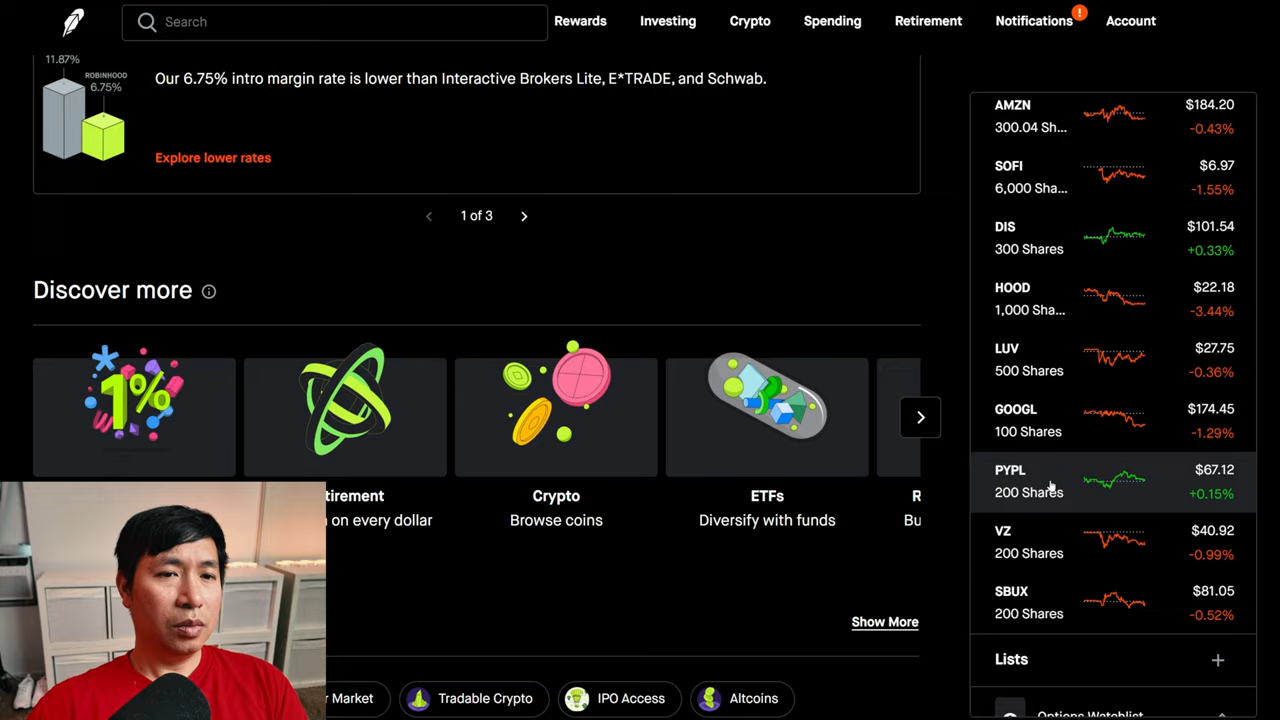 Search
Rewards
Investing
Crypto
Spending
Retirement
Notifications
!
Account
11.87%
ROBINHOOD
6.75%
Our 6.75% intro margin rate is lower than Interactive Brokers Lite, E*TRADE, and Schwab.
Explore lower rates
1 of 3
Discover more
1%
tirement
n on every dollar
Crypto
Browse coins
ETFs
Diversify with funds
R
Bu
Show More
r Market
Tradable Crypto
IPO Access
Altcoins
AMZN
$184.20
300.04 Sh...
-0.43%
SOFI
$6.97
6,000 Sha...
-1.55%
DIS
$101.54
300 Shares
+0.33%
HOOD
$22.18
1,000 Sha...
-3.44%
LUV
$27.75
500 Shares
-0.36%
GOOGL
$174.45
100 Shares
-1.29%
PYPL
$67.12
200 Shares
+0.15%
VZ
$40.92
200 Shares
-0.99%
SBUX
$81.05
200 Shares
-0.52%
Lists
Options Watchlist